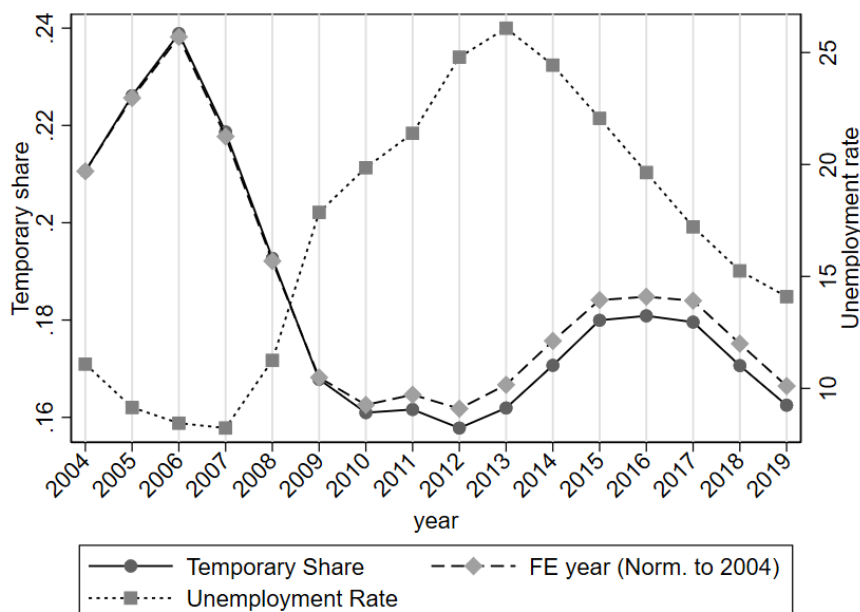 24
22
2
18
16
Temporary share
25
20
15
10
Unemployment rate
2004 2005 2006 2007 2008 2009 2010 2011 2012 2013 2014 2015 2016 2017 2018 2019
year
Temporary Share FE year (Norm. to 2004)
Unemployment Rate